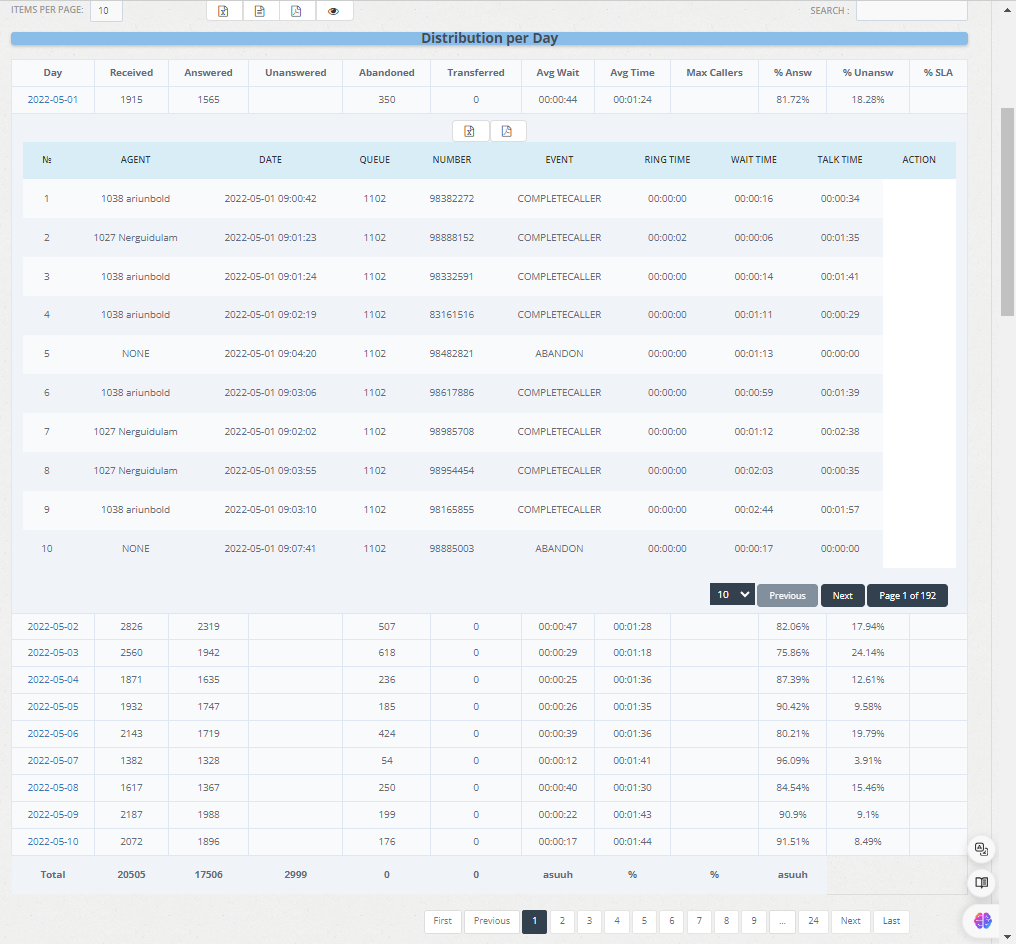 ITEMS PER PAGE: 10 SEARCH :
Distribution per Day
Day Received Answered Unanswered Abandoned Transferred Avg Wait Avg Time Max Callers % Answ % Unansw % SLA
2022-05-01 1915 1565 350 0 00:00:44 00:01:24 81.72% 18.28%
№ AGENT DATE QUEUE NUMBER EVENT RING TIME WAIT TIME TALK TIME ACTION
1 1038 ariunbold 2022-05-01 09:00:42 1102 98382272 COMPLETECALLER 00:00:00 00:00:16 00:00:34
2 1027 Nerguidulam 2022-05-01 09:01:23 1102 98888152 COMPLETECALLER 00:00:02 00:00:06 00:01:35
3 1038 ariunbold 2022-05-01 09:01:24 1102 98332591 COMPLETECALLER 00:00:00 00:00:14 00:01:41
4 1038 ariunbold 2022-05-01 09:02:19 1102 83161516 COMPLETECALLER 00:00:00 00:01:11 00:00:29
5 NONE 2022-05-01 09:04:20 1102 98482821 ABANDON 00:00:00 00:01:13 00:00:00
6 1038 ariunbold 2022-05-01 09:03:06 1102 98617886 COMPLETECALLER 00:00:00 00:00:59 00:01:39
7 1027 Nerguidulam 2022-05-01 09:02:02 1102 98985708 COMPLETECALLER 00:00:00 00:01:12 00:02:38
8 1027 Nerguidulam 2022-05-01 09:03:55 1102 98954454 COMPLETECALLER 00:00:00 00:02:03 00:00:35
9 1038 ariunbold 2022-05-01 09:03:10 1102 98165855 COMPLETECALLER 00:00:00 00:02:44 00:01:57
10 NONE 2022-05-01 09:07:41 1102 98885003 ABANDON 00:00:00 00:00:17 00:00:00
10 Previous Next Page 1 of 192
2022-05-02 2826 2319 507 0 00:00:47 00:01:28 82.06% 17.94%
2022-05-03 2560 1942 618 0 00:00:29 00:01:18 75.86% 24.14%
2022-05-04 1871 1635 236 0 00:00:25 00:01:36 87.39% 12.61%
2022-05-05 1932 1747 185 0 00:00:26 00:01:35 90.42% 9.58%
2022-05-06 2143 1719 424 0 00:00:39 00:01:36 80.21% 19.79%
2022-05-07 1382 1328 54 0 00:00:12 00:01:41 96.09% 3.91%
2022-05-08 1617 1367 250 0 00:00:40 00:01:30 84.54% 15.46%
2022-05-09 2187 1988 199 0 00:00:22 00:01:43 90.9% 9.1%
2022-05-10 2072 1896 176 0 00:00:17 00:01:44 91.51% 8.49%
Total 20505 17506 2999 0 0 asuuh % % asuuh
First Previous 1 2 3 4 5 6 7 8 9 ... 24 Next Last